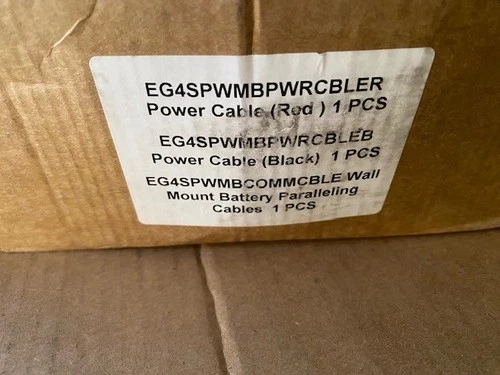 EG4SPWMBPWRCBLER
Power Cable (Red ) 1 PCS
EG4SPWMBPWRCBLEB
Power Cable (Black) 1 PCS
EG4SPWMBCOMMCBLE Wall
Mount Battery Paralleling
Cables 1 PCS